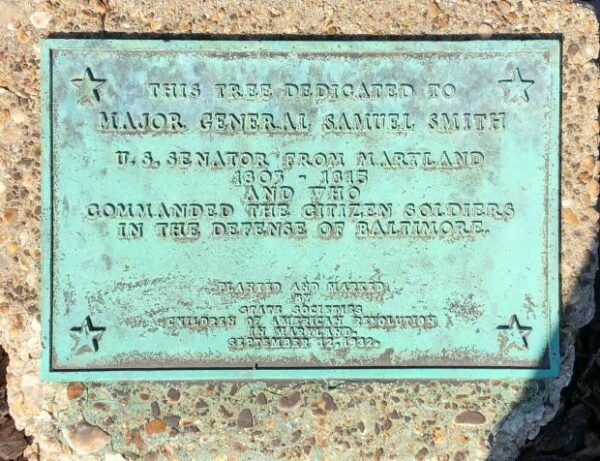 THIS TREE DEDICATED TO
MAJOR GENERAL SAMUEL SMITH
U.S. SENATOR FROM MARYLAND
1803 - 1815
AND WHO
COMMANDED THE CITIZEN SOLDIERS
IN THE DEFENSE OF BALTIMORE.
PLANTED AND MARKED
BY
STATE SOCIETIES
CHILDREN OF AMERICAN REVOLUTION
IN MARYLAND.
SEPTEMBER 12, 1932.